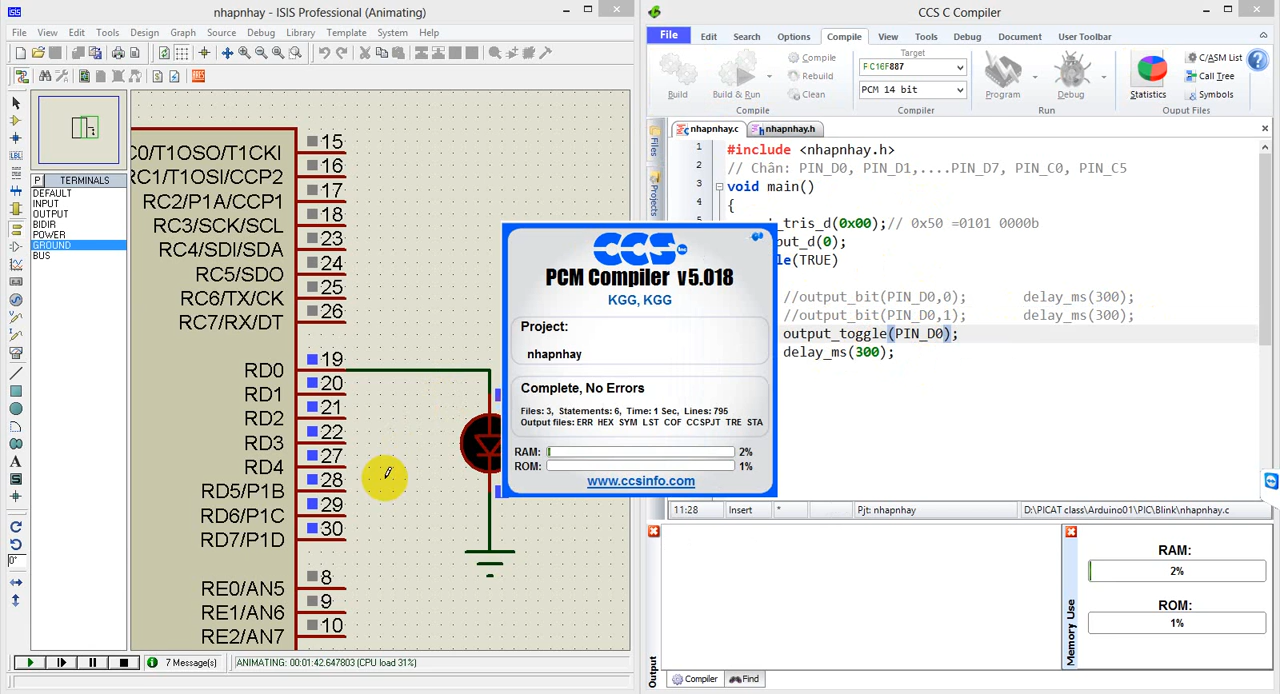 nhapnhay - ISIS Professional (Animating)
File View Edit Tools Design Graph Source Debug Library Template System Help
TERMINALS
P
DEFAULT
INPUT
OUTPUT
BIDIR
POWER
GROUND
BUS
LBL
A
S
0°
C0/T1OSO/T1CKI 15
RC1/T1OSI/CCP2 16
RC2/P1A/CCP1 17
RC3/SCK/SCL 18
RC4/SDI/SDA 23
RC5/SDO 24
RC6/TX/CK 25
RC7/RX/DT 26
RD0 19
RD1 20
RD2 21
RD3 22
RD4 27
RD5/P1B 28
RD6/P1C 29
RD7/P1D 30
RE0/AN5 8
RE1/AN6 9
RE2/AN7 10
7 Message(s)
ANIMATING: 00:01:42.647803 (CPU load 31%)
CCS C Compiler
File Edit Search Options Compile View Tools Debug Document User Toolbar
Build
Build & Run
Compile
Rebuild
Clean
Compile
Target
PIC16F887
PCM 14 bit
Compiler
Program
Debug
Run
Statistics
C/ASM List
Call Tree
Symbols
Ouput Files
Files
Projects
nhapnhay.c
nhapnhay.h
1 #include <nhapnhay.h>
2 // Chân: PIN_D0, PIN_D1,....PIN_D7, PIN_C0, PIN_C5
3 void main()
4 {
_tris_d(0x00);// 0x50 =0101 0000b
put_d(0);
le(TRUE)
//output_bit(PIN_D0,0); delay_ms(300);
//output_bit(PIN_D0,1); delay_ms(300);
output_toggle(PIN_D0);
delay_ms(300);
CCS Inc
PCM Compiler v5.018
KGG, KGG
Project:
nhapnhay
Complete, No Errors
Files: 3, Statements: 6, Time: 1 Sec, Lines: 795
Output files: ERR HEX SYM LST COF CCSPJT TRE STA
RAM: 2%
ROM: 1%
www.ccsinfo.com
11:28 Insert * Pjt: nhapnhay D:\PICAT class\Arduino01\PIC\Blink\nhapnhay.c
Output
Compiler
Find
Memory Use
RAM:
2%
ROM:
1%